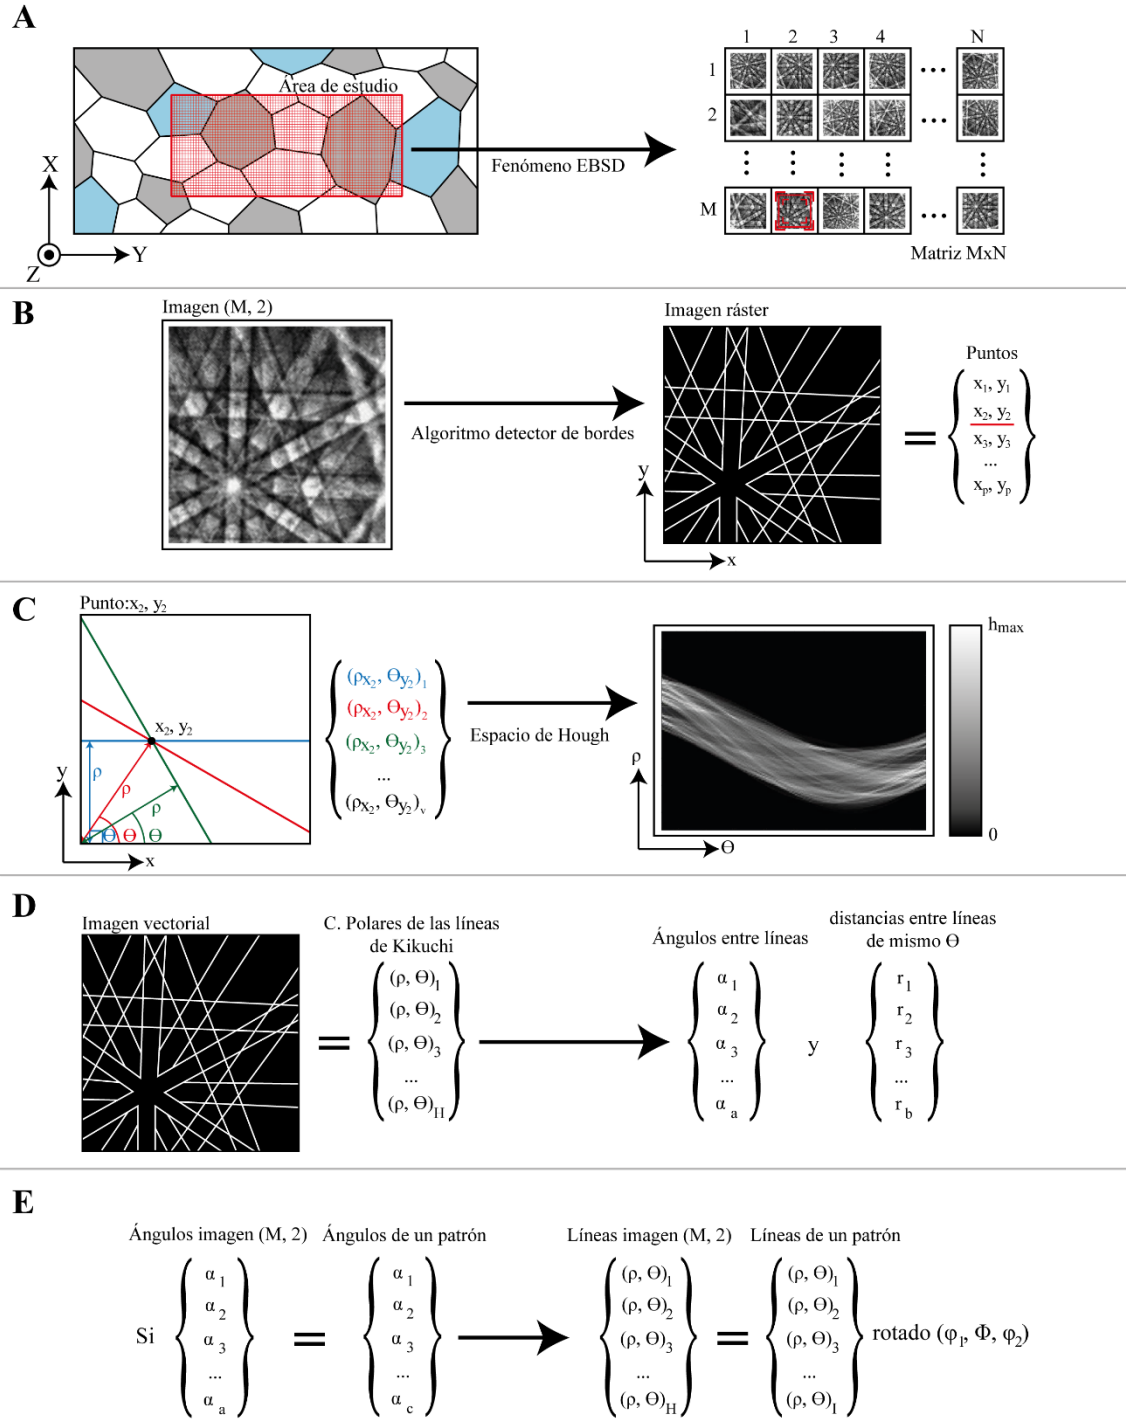 A
Área de estudio
X
Z
Y
Fenómeno EBSD
1 2 3 4 N
1
2
M
Matriz MxN
B
Imagen (M, 2)
Algoritmo detector de bordes
Imagen ráster
y
x
=
Puntos
x₁, y₁
x₂, y₂
x₃, y₃
...
xₚ, yₚ
C
Punto:x₂, y₂
x₂, y₂
ρ
ρ
ρ
ϴ ϴ ϴ
y
x
(ρx₂, ϴy₂)₁
(ρx₂, ϴy₂)₂
(ρx₂, ϴy₂)₃
...
(ρx₂, ϴy₂)ᵥ
Espacio de Hough
ρ
ϴ
hmax
0
D
Imagen vectorial
=
C. Polares de las líneas
de Kikuchi
(ρ, ϴ)₁
(ρ, ϴ)₂
(ρ, ϴ)₃
...
(ρ, ϴ)H
Ángulos entre líneas
α₁
α₂
α₃
...
αₐ
y
distancias entre líneas
de mismo ϴ
r₁
r₂
r₃
...
r_b
E
Si
Ángulos imagen (M, 2)
α₁
α₂
α₃
...
αₐ
=
Ángulos de un patrón
α₁
α₂
α₃
...
α_c
Líneas imagen (M, 2)
(ρ, ϴ)₁
(ρ, ϴ)₂
(ρ, ϴ)₃
...
(ρ, ϴ)H
=
Líneas de un patrón
(ρ, ϴ)₁
(ρ, ϴ)₂
(ρ, ϴ)₃
...
(ρ, ϴ)I
rotado (φ₁, Φ, φ₂)